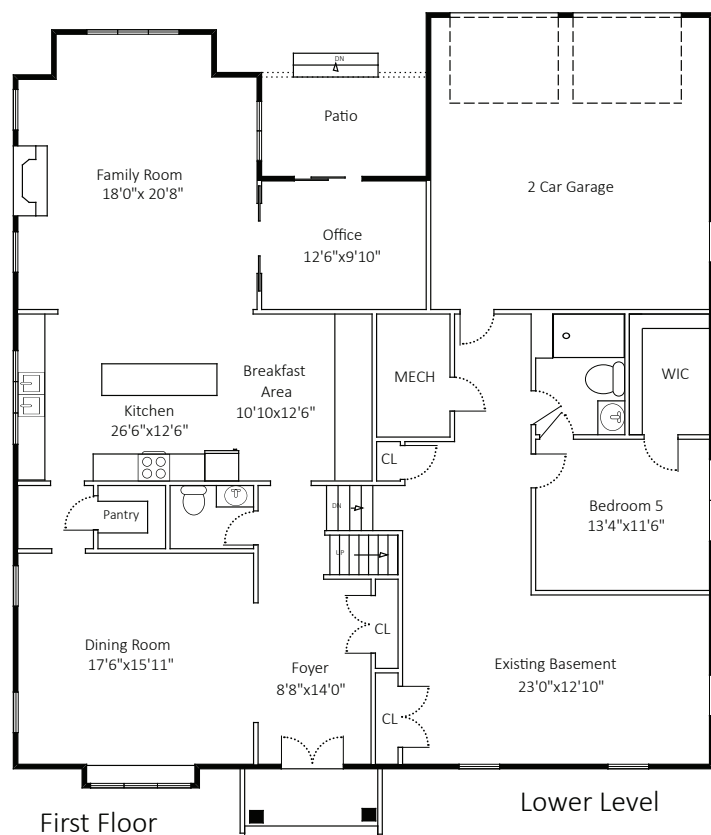 DN
Patio
Family Room
18'0"x 20'8"
2 Car Garage
Office
12'6"x9'10"
Breakfast
Area
10'10x12'6"
MECH
WIC
Kitchen
26'6"x12'6"
CL
Pantry
DN
Bedroom 5
13'4"x11'6"
UP
CL
Dining Room
17'6"x15'11"
Foyer
8'8"x14'0"
Existing Basement
23'0"x12'10"
CL
First Floor
Lower Level